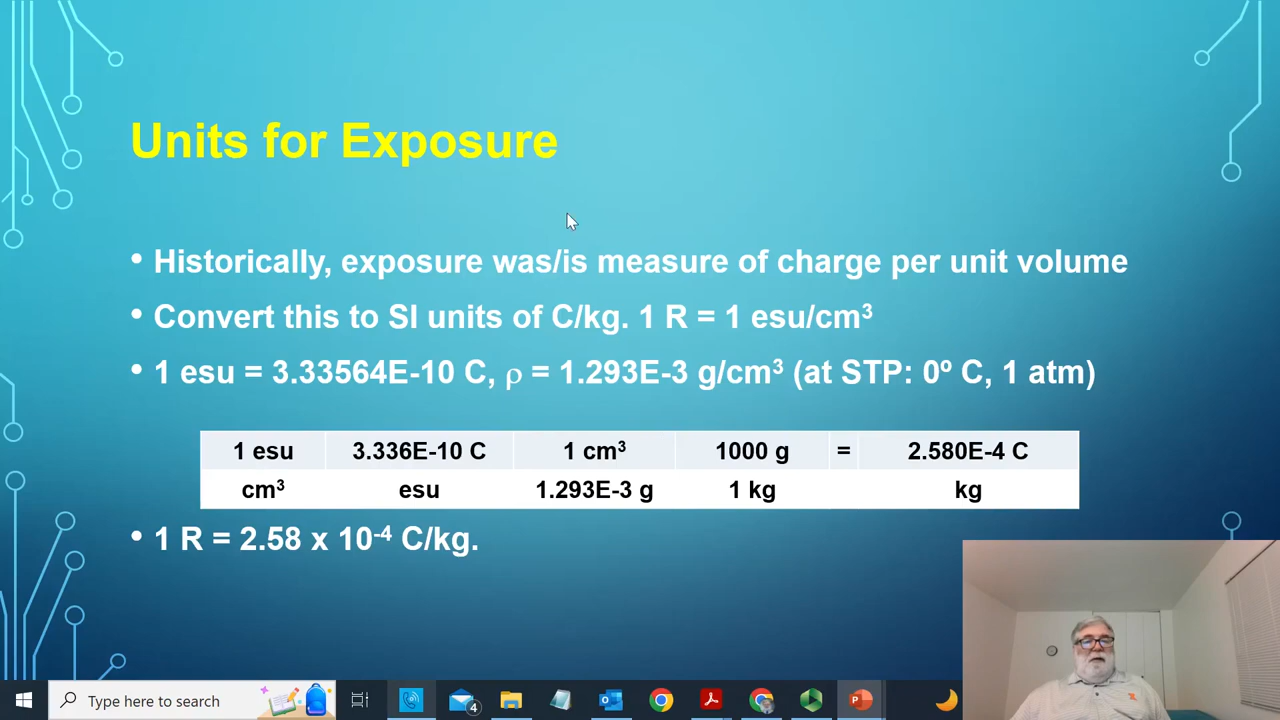 Units for Exposure
• Historically, exposure was/is measure of charge per unit volume
• Convert this to SI units of C/kg. 1 R = 1 esu/cm³
• 1 esu = 3.33564E-10 C, ρ = 1.293E-3 g/cm³ (at STP: 0º C, 1 atm)
1 esu 3.336E-10 C 1 cm³ 1000 g = 2.580E-4 C
cm³ esu 1.293E-3 g 1 kg kg
• 1 R = 2.58 x 10⁻⁴ C/kg.
Type here to search
4